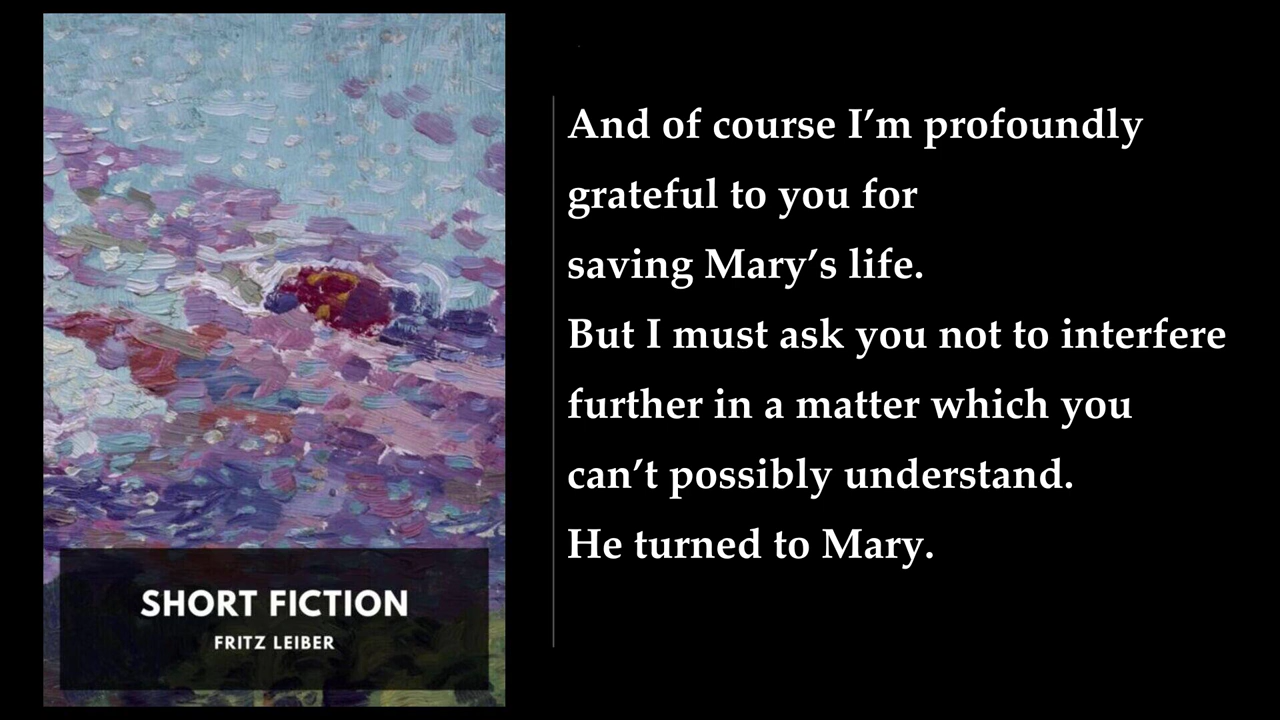 SHORT FICTION
FRITZ LEIBER
And of course I’m profoundly
grateful to you for
saving Mary’s life.
But I must ask you not to interfere
further in a matter which you
can’t possibly understand.
He turned to Mary.